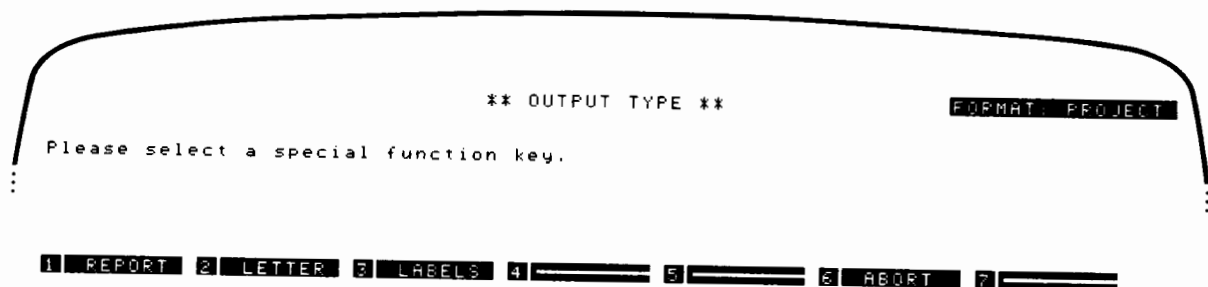 ** OUTPUT TYPE **
FORMAT: PROJECT
Please select a special function key.
1 REPORT 2 LETTER 3 LABELS 4 5 6 ABORT 7